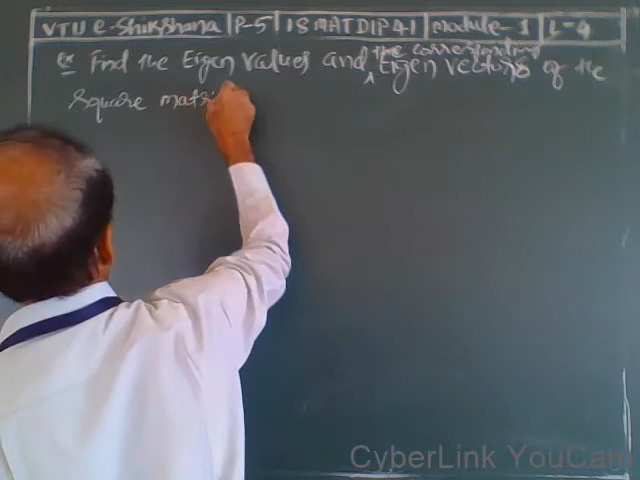 VTU e-Shikshana | P-5 | 18MATDIP41 | Module-1 | L-4
Ex Find the Eigen values and the corresponding Eigen vectors of the
Square matri
CyberLink YouCam